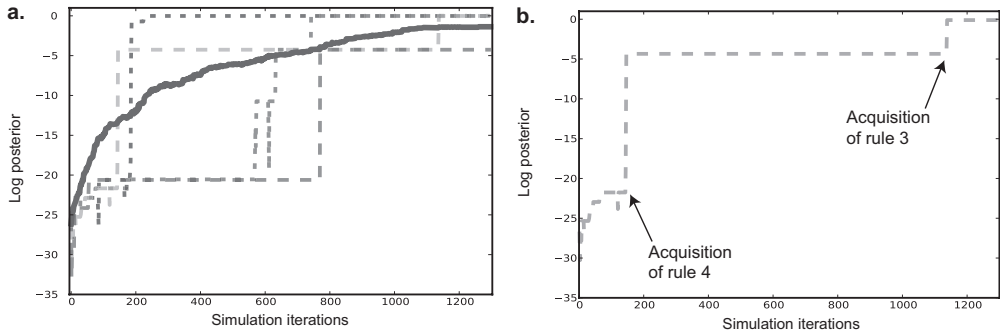 a.
Log posterior
0
−5
−10
−15
−20
−25
−30
−35
0 200 400 600 800 1000 1200
Simulation iterations
b.
Log posterior
0
−5
−10
−15
−20
−25
−30
−35
0 200 400 600 800 1000 1200
Simulation iterations
Acquisition
of rule 3
Acquisition
of rule 4